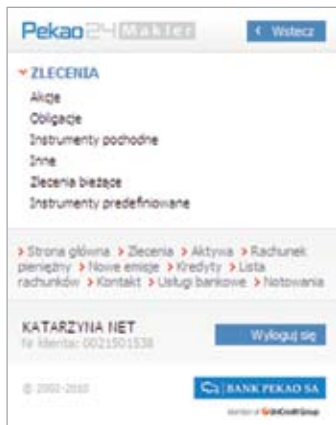 Pekao24Makler
Wstecz
ZLECENIA
Akcje
Obligacje
Instrumenty pochodne
Inne
Zlecenia bieżące
Instrumenty predefiniowane
Strona główna Zlecenia Aktywa Rachunek
pieniężny Nowe emisje Kredyty Lista
rachunków Kontakt Usługi bankowe Notowania
KATARZYNA NET
Wyloguj się
Nr klienta: 0021501538
© 2002-2010
BANK PEKAO SA
Member of UniCredit Group